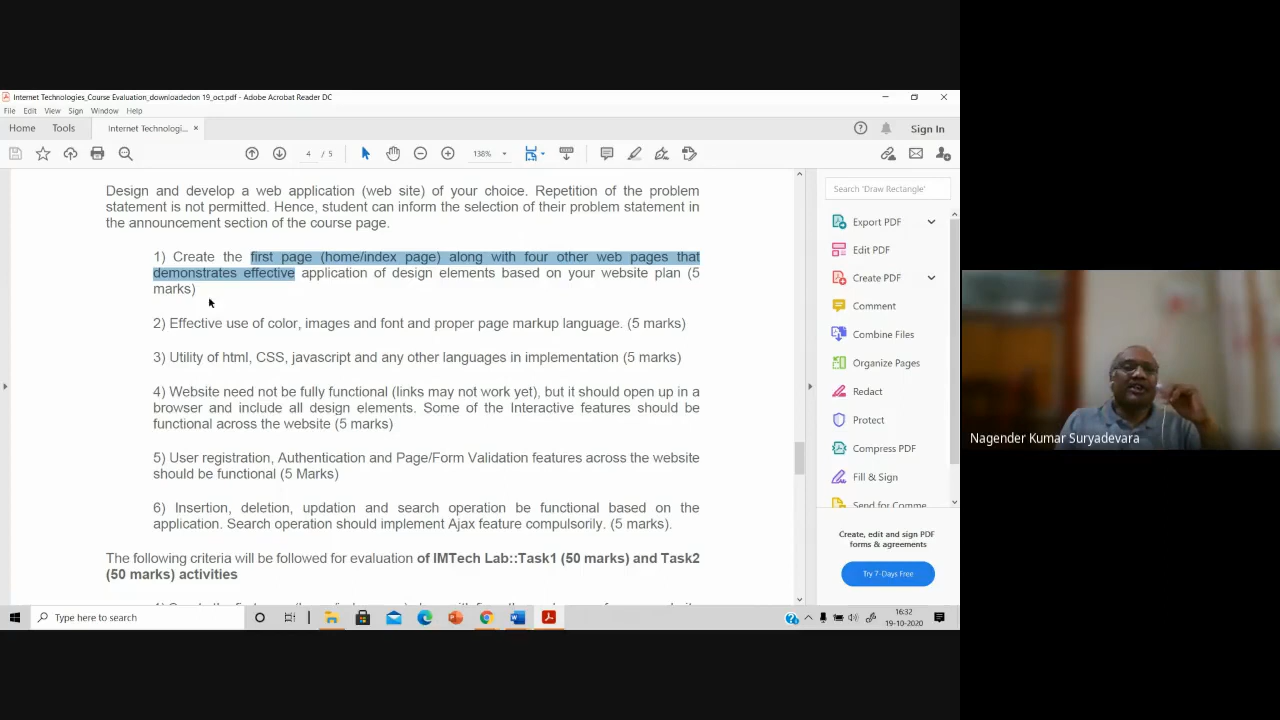 Internet Technologies_Course Evaluation_downloadedon 19_oct.pdf - Adobe Acrobat Reader DC
File Edit View Sign Window Help
Home Tools Internet Technologi... × Sign In
4 / 5 138%
Design and develop a web application (web site) of your choice. Repetition of the problem
statement is not permitted. Hence, student can inform the selection of their problem statement in
the announcement section of the course page.
1) Create the first page (home/index page) along with four other web pages that
demonstrates effective application of design elements based on your website plan (5
marks)
2) Effective use of color, images and font and proper page markup language. (5 marks)
3) Utility of html, CSS, javascript and any other languages in implementation (5 marks)
4) Website need not be fully functional (links may not work yet), but it should open up in a
browser and include all design elements. Some of the Interactive features should be
functional across the website (5 marks)
5) User registration, Authentication and Page/Form Validation features across the website
should be functional (5 Marks)
6) Insertion, deletion, updation and search operation be functional based on the
application. Search operation should implement Ajax feature compulsorily. (5 marks).
The following criteria will be followed for evaluation of IMTech Lab::Task1 (50 marks) and Task2
(50 marks) activities
Search 'Draw Rectangle'
Export PDF
Edit PDF
Create PDF
Comment
Combine Files
Organize Pages
Redact
Protect
Compress PDF
Fill & Sign
Send for Comme
Create, edit and sign PDF
forms & agreements
Try 7-Days Free
Nagender Kumar Suryadevara
Type here to search
16:32
19-10-2020